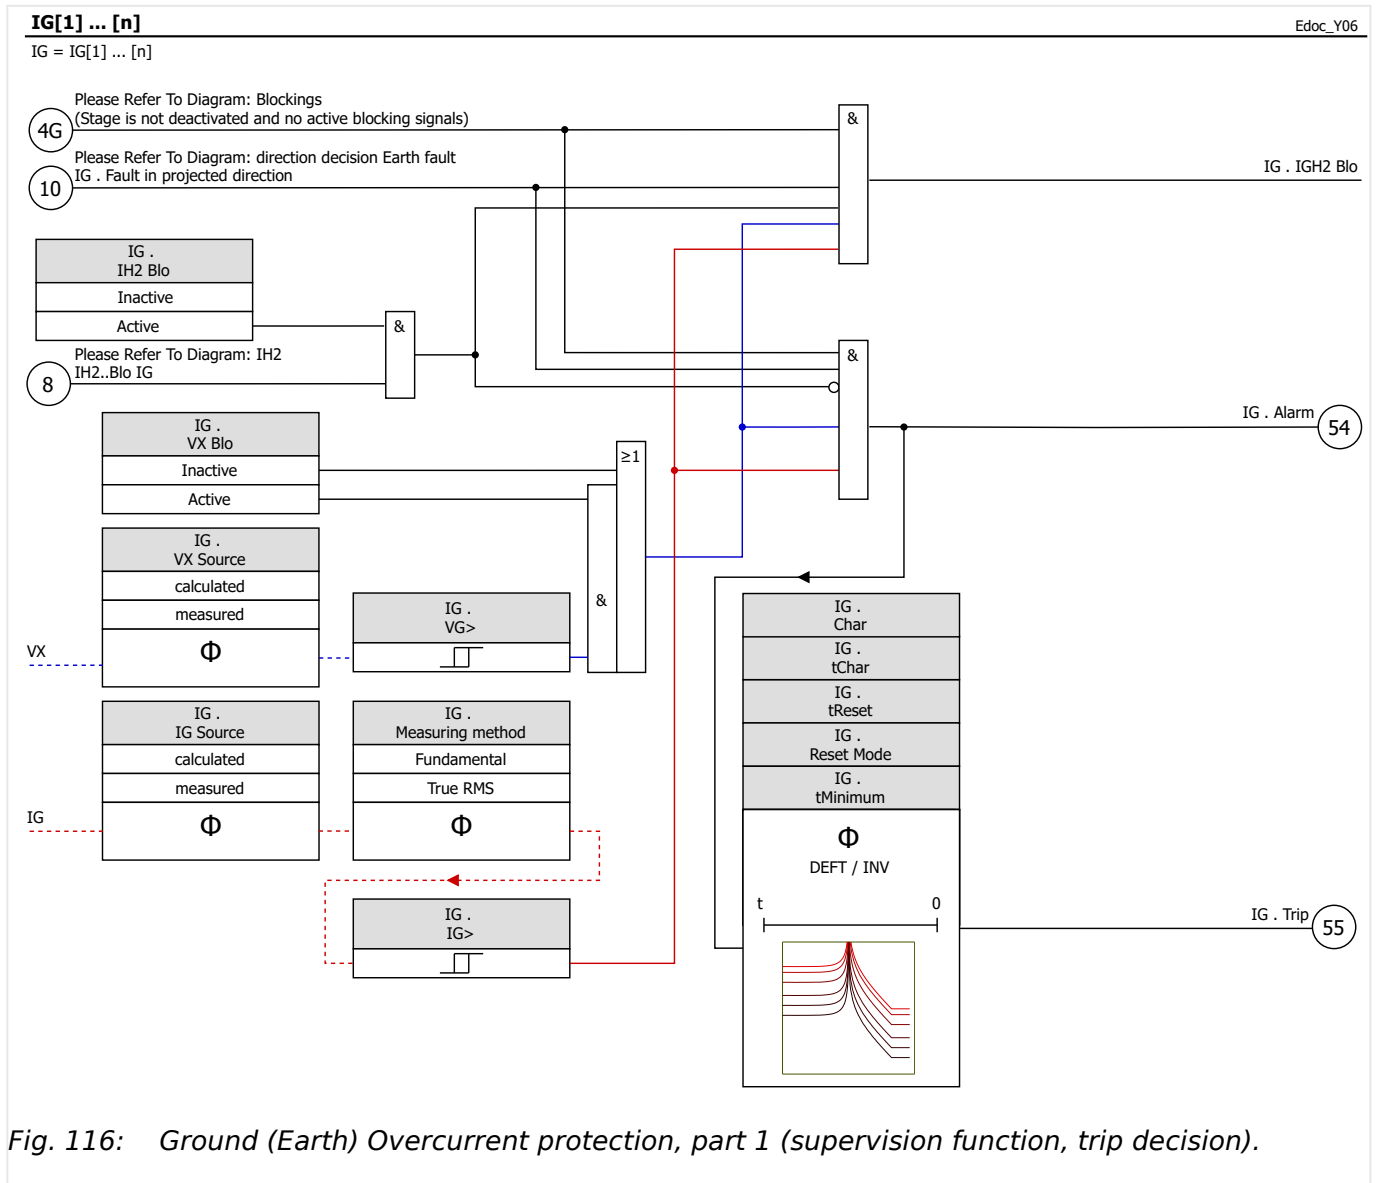 IG[1] ... [n]
Edoc_Y06
IG = IG[1] ... [n]
Please Refer To Diagram: Blockings
4G
(Stage is not deactivated and no active blocking signals)
&
Please Refer To Diagram: direction decision Earth fault
10
IG . Fault in projected direction
IG . IGH2 Blo
IG .
IH2 Blo
Inactive
Active
&
Please Refer To Diagram: IH2
8
IH2..Blo IG
&
IG . Alarm
54
IG .
VX Blo
Inactive
Active
≥1
&
IG .
VX Source
calculated
measured
VX
Φ
IG .
VG>
IG .
IG Source
calculated
measured
IG
Φ
IG .
Measuring method
Fundamental
True RMS
Φ
IG .
IG>
IG .
Char
IG .
tChar
IG .
tReset
IG .
Reset Mode
IG .
tMinimum
Φ
DEFT / INV
t
0
IG . Trip
55
Fig. 116: Ground (Earth) Overcurrent protection, part 1 (supervision function, trip decision).